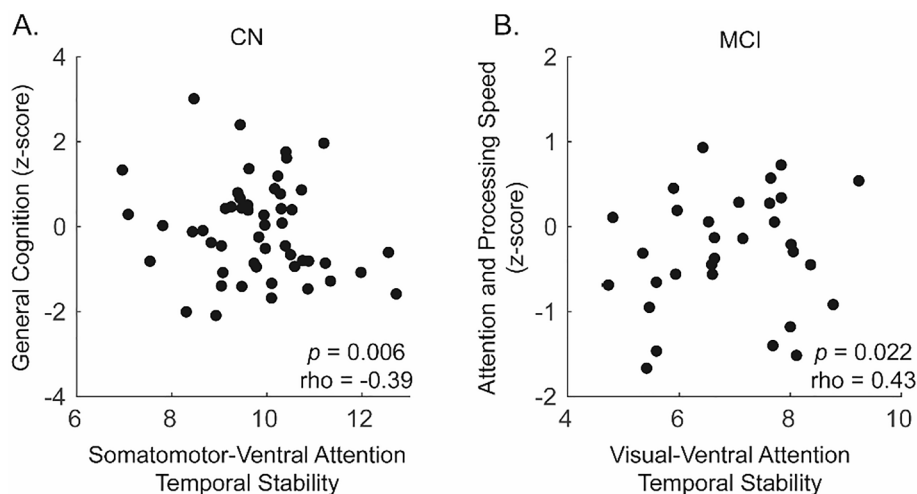 A.
CN
General Cognition (z-score)
4
2
0
-2
-4
6
8
10
12
p = 0.006
rho = -0.39
Somatomotor-Ventral Attention
Temporal Stability
B.
MCI
Attention and Processing Speed
(z-score)
2
1
0
-1
-2
4
6
8
10
p = 0.022
rho = 0.43
Visual-Ventral Attention
Temporal Stability